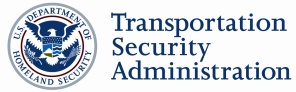 U.S. DEPARTMENT OF
HOMELAND SECURITY
Transportation
Security
Administration